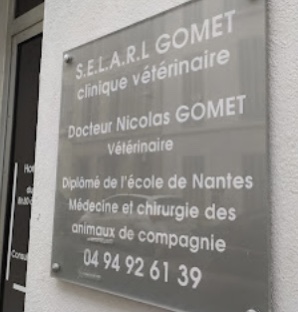 S.E.L.A.R.L GOMET
clinique vétérinaire
Docteur Nicolas GOMET
Vétérinaire
Diplômé de l'école de Nantes
Médecine et chirurgie des
animaux de compagnie
04 94 92 61 39